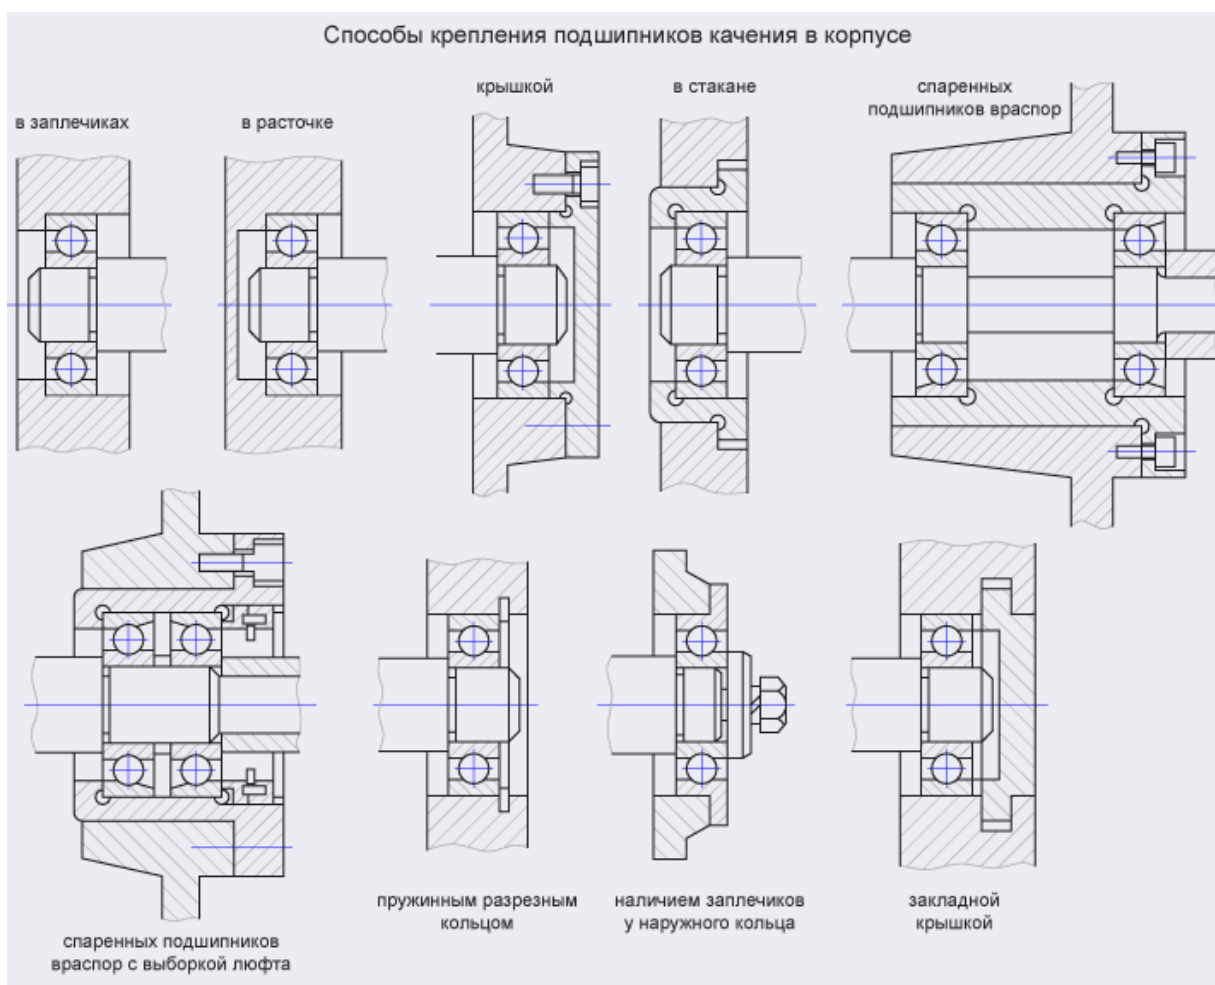 Способы крепления подшипников качения в корпусе
в заплечиках
в расточке
крышкой
в стакане
спаренных
подшипников враспор
спаренных подшипников
враспор с выборкой люфта
пружинным разрезным
кольцом
наличием заплечиков
у наружного кольца
закладной
крышкой